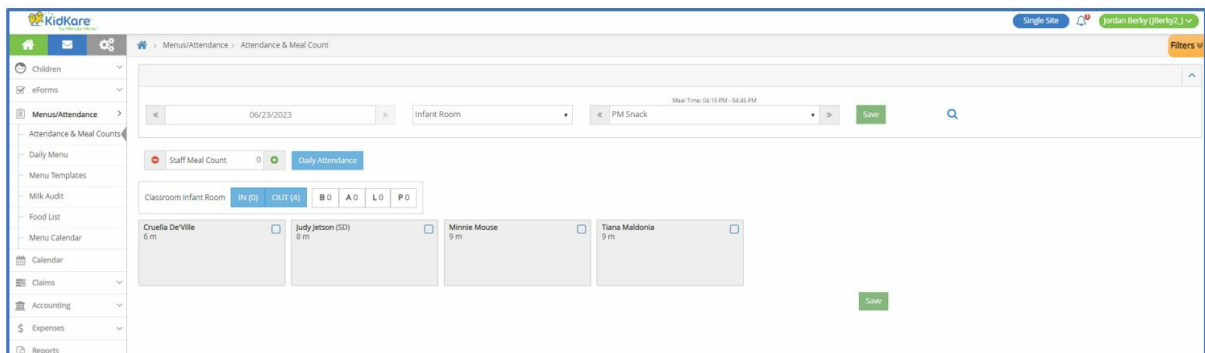 KidKare
by Minute Menu
Single Site
Jordan Berky (JBerky2_)
Menus/Attendance › Attendance & Meal Count
Filters
Children
eForms
Menus/Attendance
Attendance & Meal Counts
Daily Menu
Menu Templates
Milk Audit
Food List
Menu Calendar
Calendar
Claims
Accounting
Expenses
Reports
Meal Time: 04:15 PM - 04:45 PM
« 06/23/2023 » Infant Room « PM Snack » Save
Staff Meal Count 0 Daily Attendance
Classroom Infant Room IN (0) OUT (4) B 0 A 0 L 0 P 0
Cruella De'Ville
6 m
Judy Jetson (SD)
8 m
Minnie Mouse
9 m
Tiana Maldonia
9 m
Save